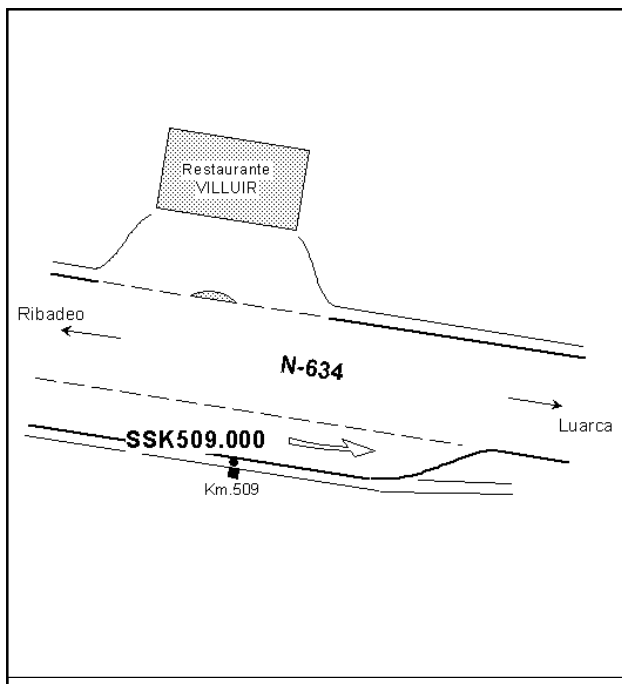 Restaurante
VILLUIR
Ribadeo
N-634
Luarca
SSK509.000
Km.509